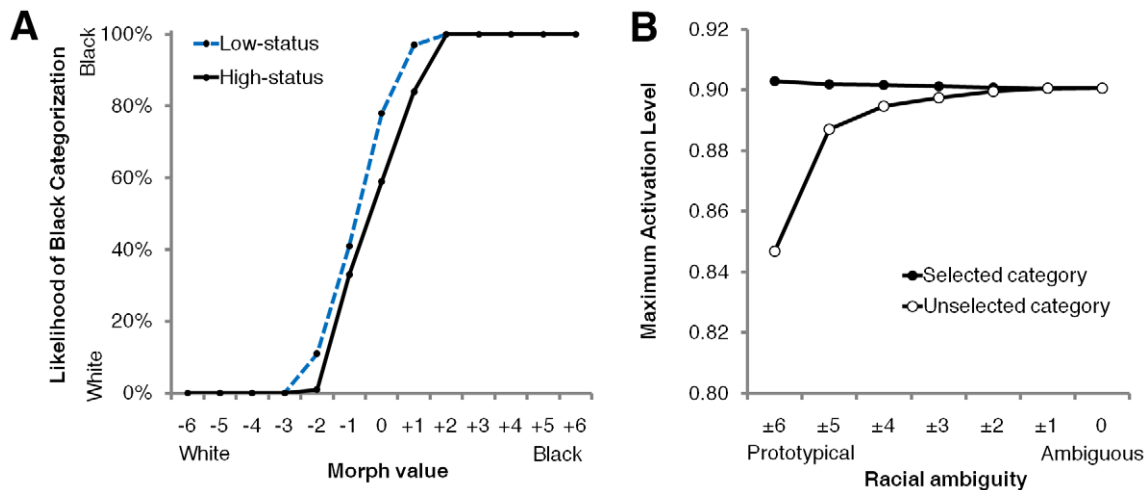 A
Likelihood of Black Categorization
Black
White
100%
80%
60%
40%
20%
0%
Low-status
High-status
-6 -5 -4 -3 -2 -1 0 +1 +2 +3 +4 +5 +6
White Black
Morph value
B
Maximum Activation Level
0.92
0.90
0.88
0.86
0.84
0.82
0.80
Selected category
Unselected category
±6 ±5 ±4 ±3 ±2 ±1 0
Prototypical Ambiguous
Racial ambiguity